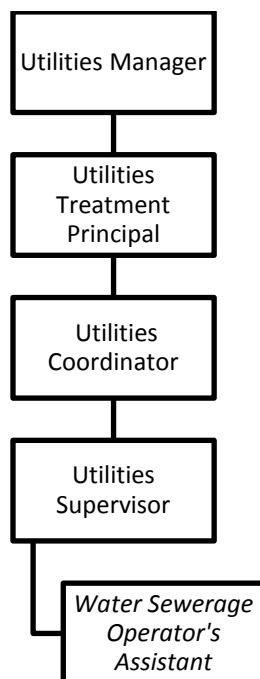 Utilities Manager
Utilities
Treatment
Principal
Utilities
Coordinator
Utilities
Supervisor
Water Sewerage
Operator's
Assistant